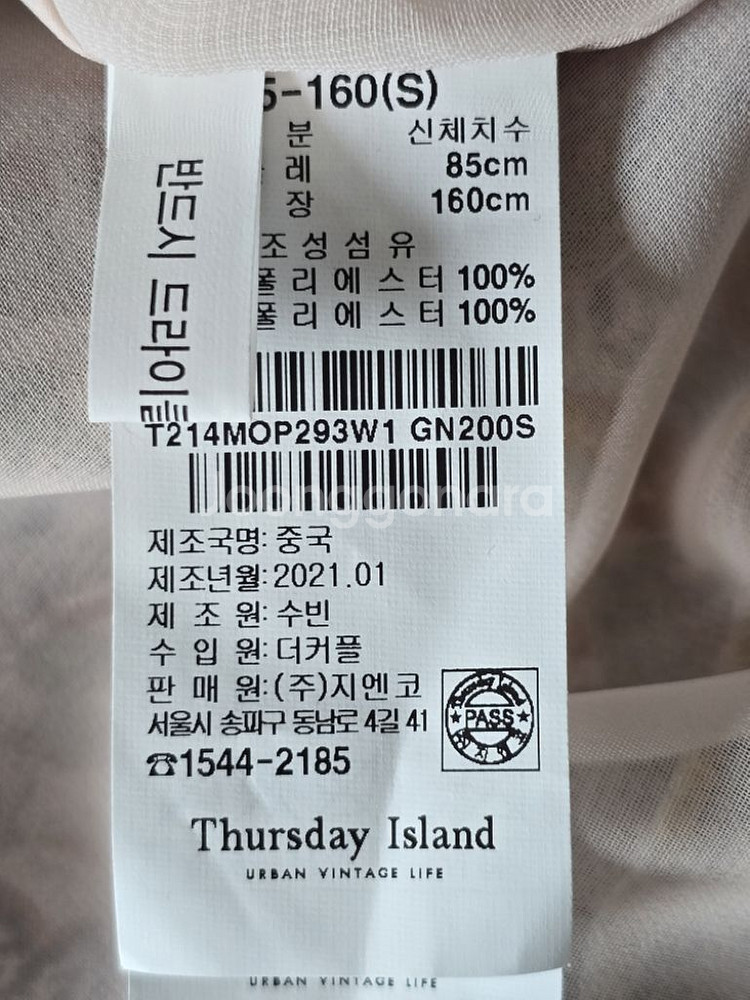 5-160(S)
분 신체치수
레 85cm
장 160cm
조성섬유
폴리에스터 100%
폴리에스터 100%
반드시 드라이클
T214MOP293W1 GN200S
Joonggonara
제조국명: 중국
제조년월: 2021.01
제 조 원: 수빈
수 입 원: 더커플
판 매 원: (주)지엔코
서울시 송파구 동남로 4길 41
☎1544-2185
Thursday Island
PASS
Thursday Island
URBAN VINTAGE LIFE
URBAN VINTAGE LIFE